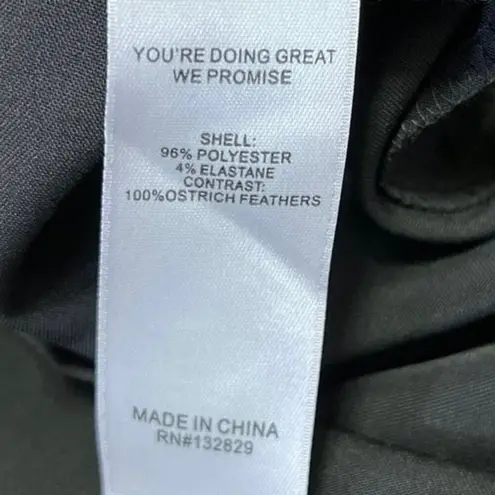 YOU'RE DOING GREAT
WE PROMISE
SHELL:
96% POLYESTER
4% ELASTANE
CONTRAST:
100%OSTRICH FEATHERS
MADE IN CHINA
RN#132829